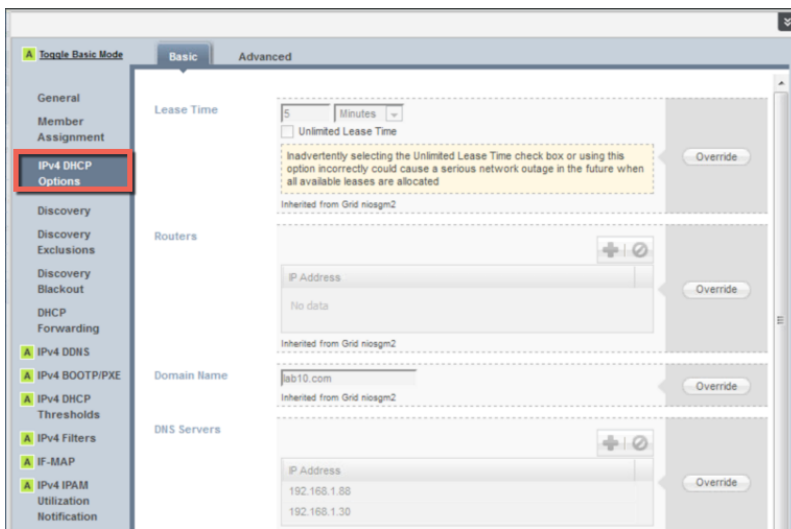 A Toggle Basic Mode
Basic
Advanced
General
Member
Assignment
IPv4 DHCP
Options
Discovery
Discovery
Exclusions
Discovery
Blackout
DHCP
Forwarding
A IPv4 DDNS
A IPv4 BOOTP/PXE
A IPv4 DHCP
Thresholds
A IPv4 Filters
A IF-MAP
A IPv4 IPAM
Utilization
Notification
Lease Time
5 Minutes
Unlimited Lease Time
Inadvertently selecting the Unlimited Lease Time check box or using this
option incorrectly could cause a serious network outage in the future when
all available leases are allocated
Inherited from Grid niosgm2
Override
Routers
IP Address
No data
Inherited from Grid niosgm2
Override
Domain Name
lab10.com
Inherited from Grid niosgm2
Override
DNS Servers
IP Address
192.168.1.88
192.168.1.30
Override